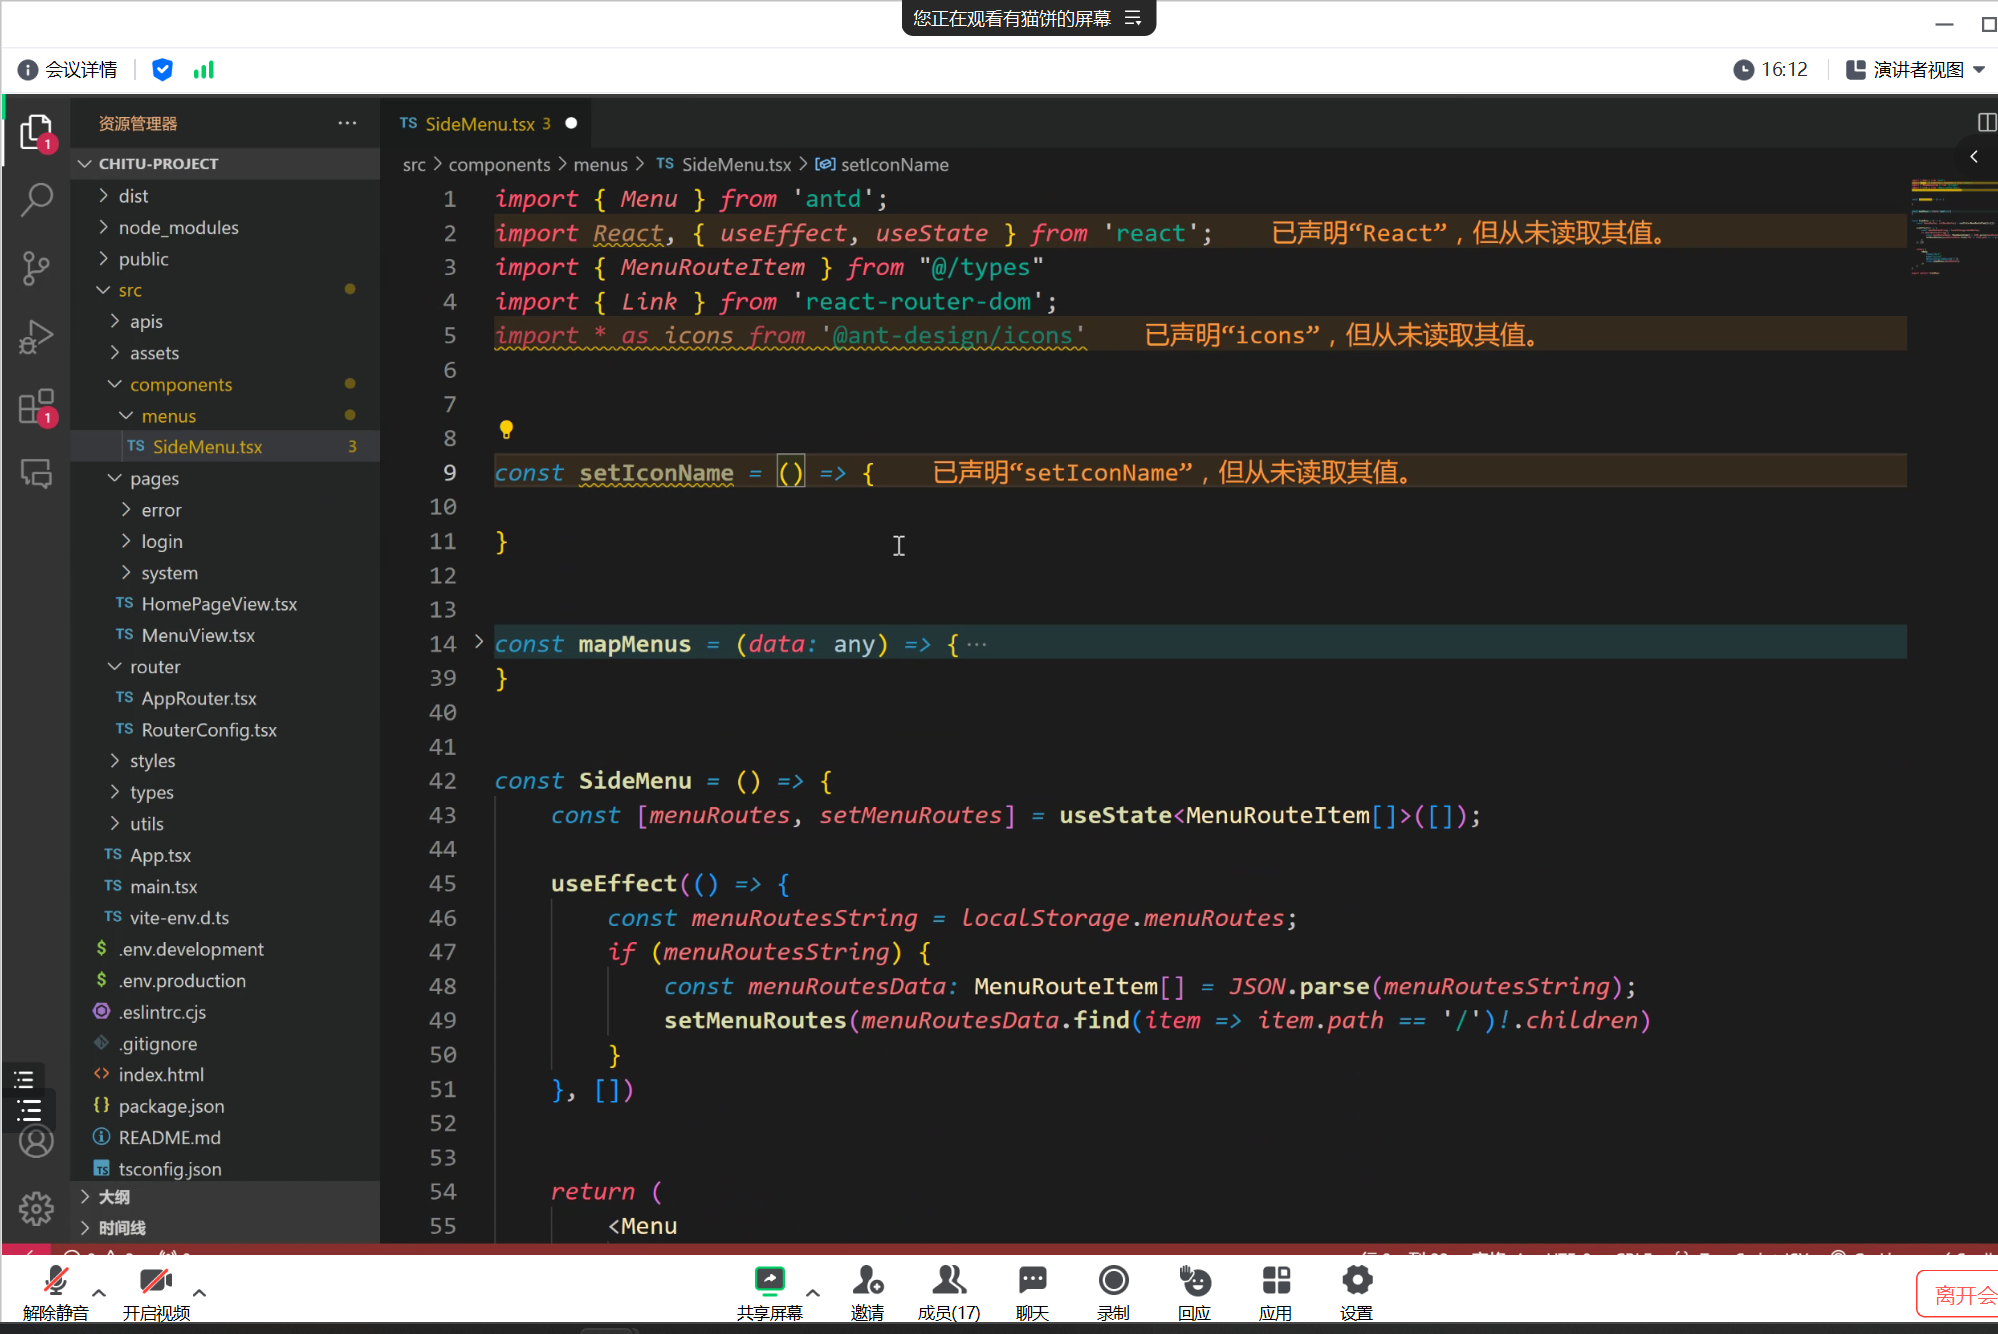 您正在观看有猫饼的屏幕
会议详情
16:12
演讲者视图
资源管理器
CHITU-PROJECT
dist
node_modules
public
src
apis
assets
components
menus
TS SideMenu.tsx 3
pages
error
login
system
TS HomePageView.tsx
TS MenuView.tsx
router
TS AppRouter.tsx
TS RouterConfig.tsx
styles
types
utils
TS App.tsx
TS main.tsx
TS vite-env.d.ts
$ .env.development
$ .env.production
.eslintrc.cjs
.gitignore
<> index.html
{} package.json
README.md
TS tsconfig.json
大纲
时间线
1
1
TS SideMenu.tsx 3
src > components > menus > TS SideMenu.tsx > setIconName
1 import { Menu } from 'antd';
2 import React, { useEffect, useState } from 'react'; 已声明“React”，但从未读取其值。
3 import { MenuRouteItem } from "@/types"
4 import { Link } from 'react-router-dom';
5 import * as icons from '@ant-design/icons' 已声明“icons”，但从未读取其值。
6
7
8
9 const setIconName = () => { 已声明“setIconName”，但从未读取其值。
10
11 }
12
13
14 const mapMenus = (data: any) => { ···
39 }
40
41
42 const SideMenu = () => {
43 const [menuRoutes, setMenuRoutes] = useState<MenuRouteItem[]>([]);
44
45 useEffect(() => {
46 const menuRoutesString = localStorage.menuRoutes;
47 if (menuRoutesString) {
48 const menuRoutesData: MenuRouteItem[] = JSON.parse(menuRoutesString);
49 setMenuRoutes(menuRoutesData.find(item => item.path == '/')!.children)
50 }
51 }, [])
52
53
54 return (
55 <Menu
解除静音
开启视频
共享屏幕
邀请
成员(17)
聊天
录制
回应
应用
设置
离开会